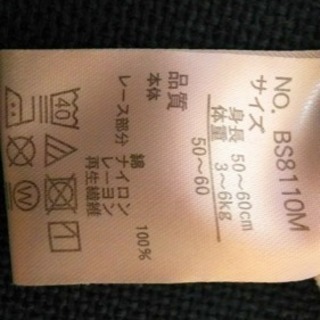 NO. BS8110M
サイズ 50〜60
身長 50〜60cm
体重 3〜6kg
品質
本体 綿 100%
レース部分 ナイロン
レーヨン
再生繊維
40
W